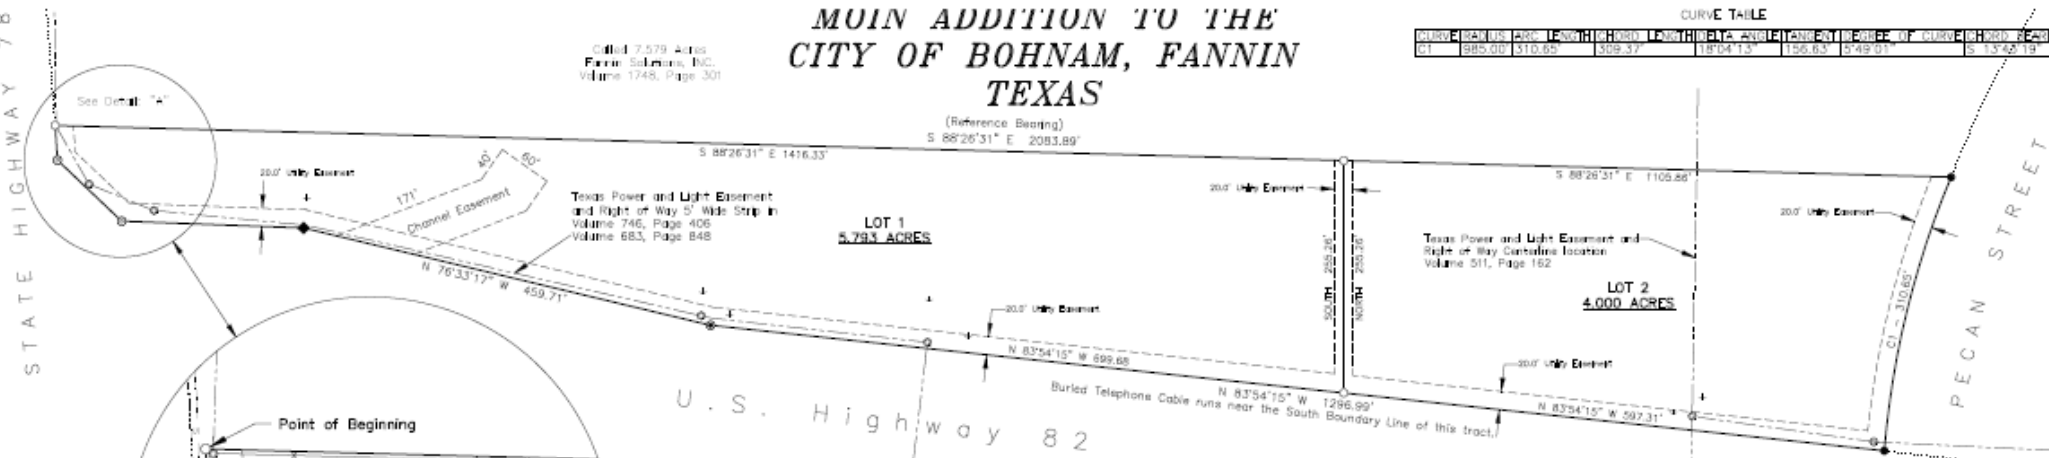 MOIN ADDITION TO THE
CITY OF BOHNAM, FANNIN
TEXAS
Called 7.579 Acres
Fannin Solutions, INC.
Volume 1748, Page 301
CURVE TABLE
CURVE RADIUS ARC LENGTH CHORD LENGTH DELTA ANGLE TANGENT DEGREE OF CURVE CHORD BEAR
C1 985.00' 310.65' 309.37' 18°04'13" 156.63' 5°49'01" S 13°43'19"
STATE HIGHWAY 78
See Detail "A"
(Reference Bearing)
S 88°26'31" E 2083.89'
S 88°26'31" E 1416.33'
S 88°26'31" E 1105.86'
20.0' Utility Easement
171'
40'
60'
Channel Easement
Texas Power and Light Easement
and Right of Way 5' Wide Strip in
Volume 746, Page 406
Volume 683, Page 848
LOT 1
5.793 ACRES
20.0' Utility Easement
SOUTH 255.26'
NORTH 255.26'
20.0' Utility Easement
Texas Power and Light Easement and
Right of Way Centerline location
Volume 511, Page 162
LOT 2
4.000 ACRES
C1 - 310.65'
PECAN STREET
N 76°33'17" W 459.71'
20.0' Utility Easement
N 83°54'15" W 699.68
20.0' Utility Easement
N 83°54'15" W 1296.99'
N 83°54'15" W 597.31'
Buried Telephone Cable runs near the South Boundary Line of this tract.
U.S. Highway 82
Point of Beginning